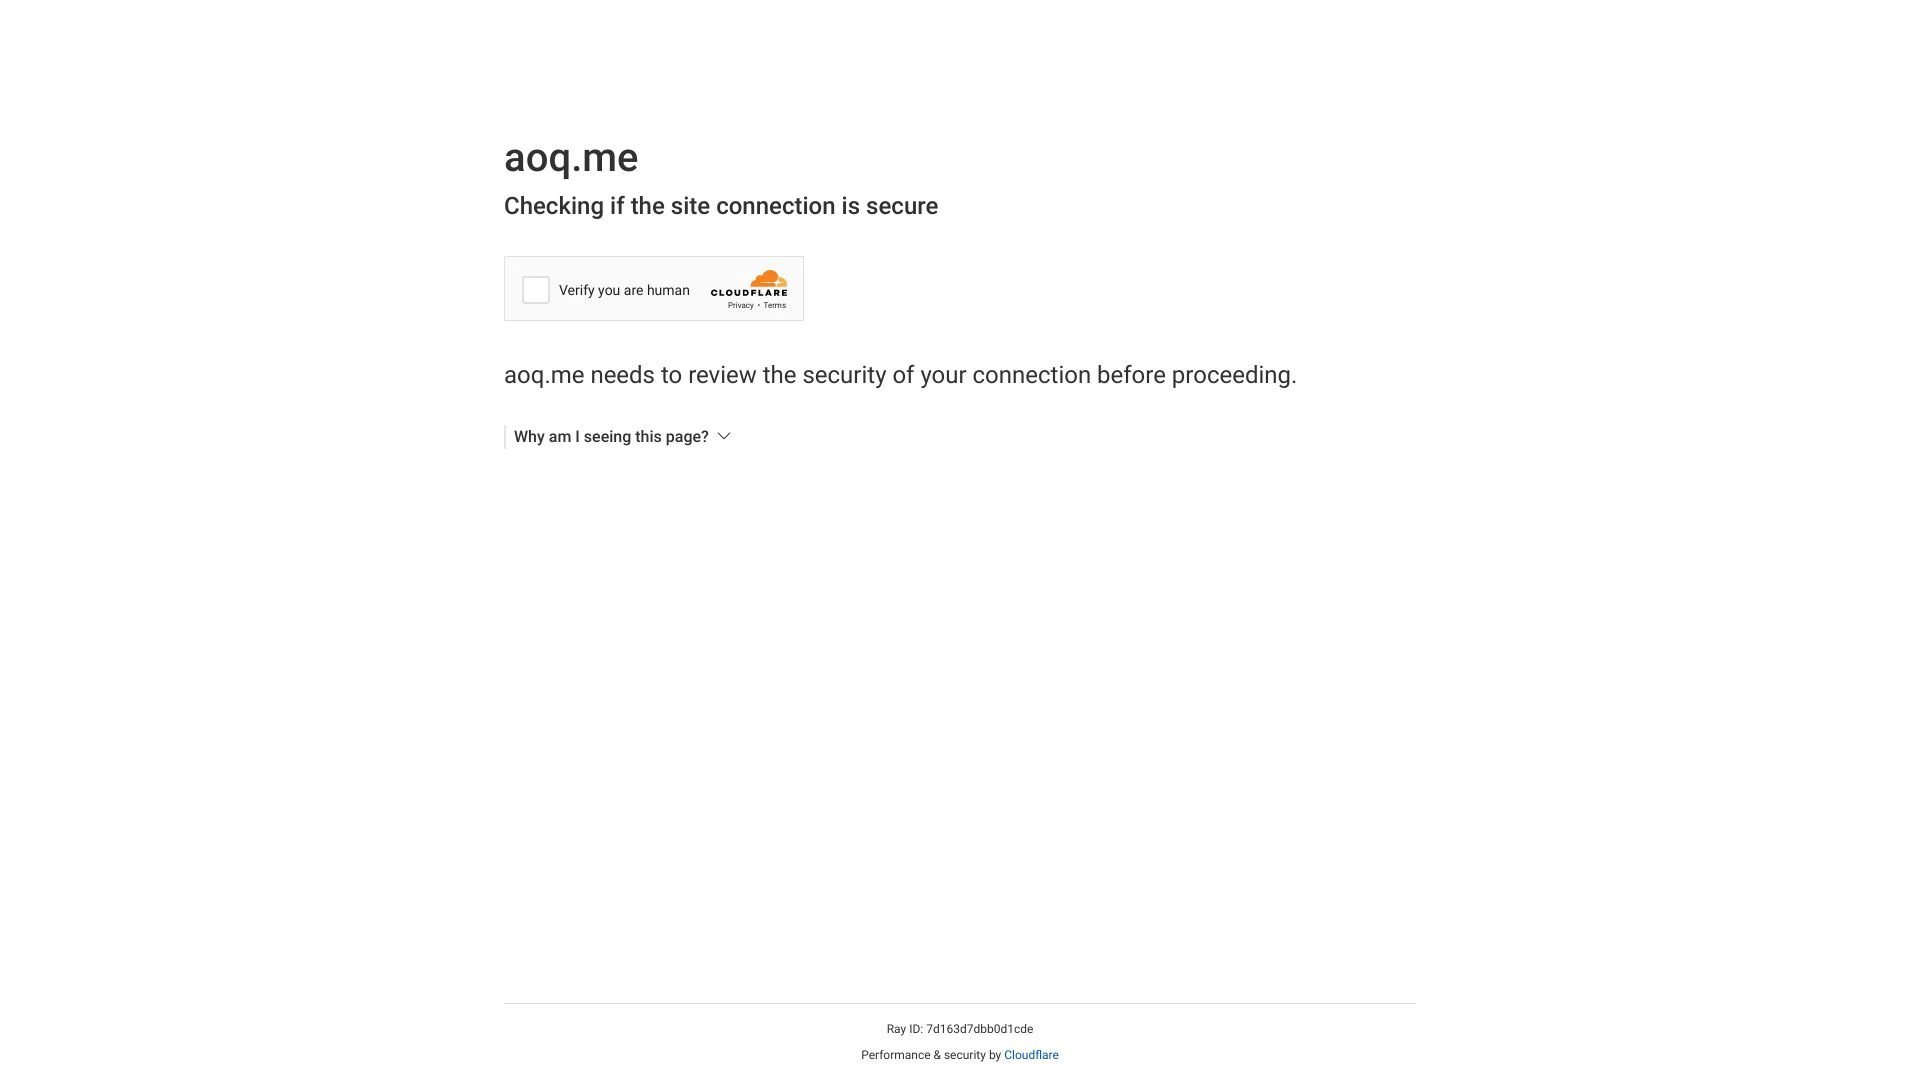 aoq.me
Checking if the site connection is secure
Verify you are human
CLOUDFLARE
Privacy • Terms
aoq.me needs to review the security of your connection before proceeding.
Why am I seeing this page?
Ray ID: 7d163d7dbb0d1cde
Performance & security by Cloudflare